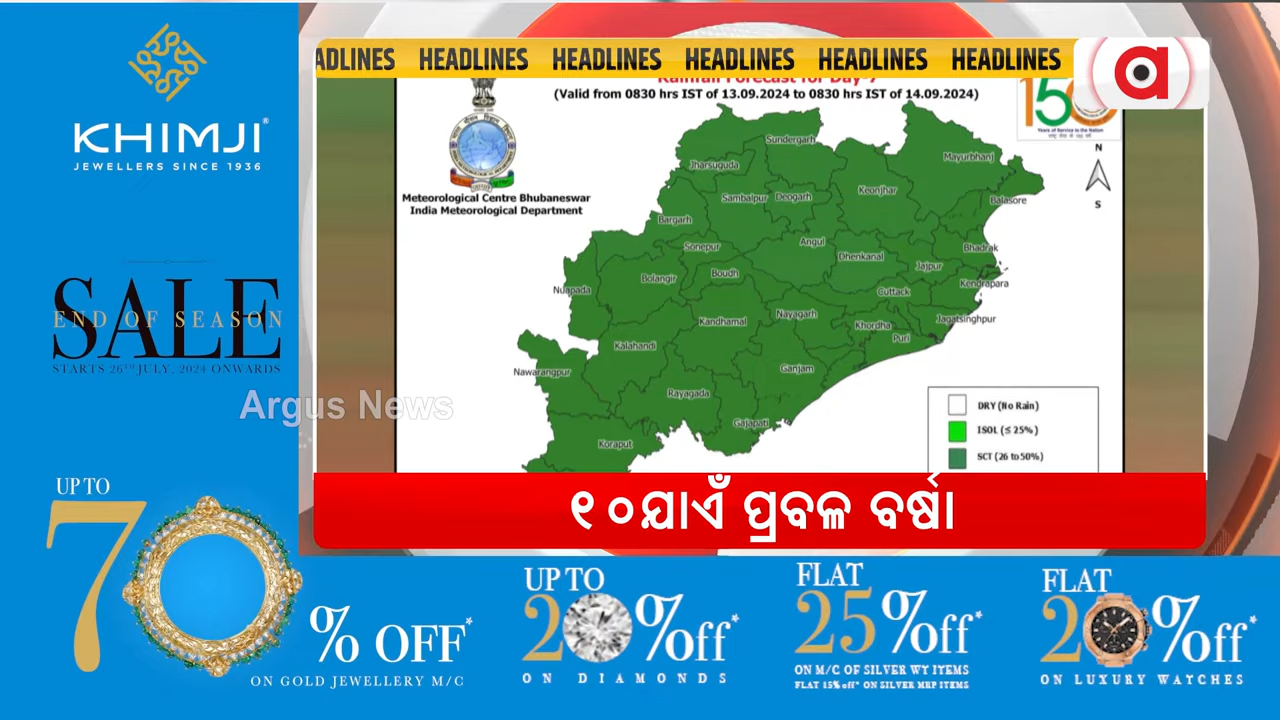 KHIMJI®
JEWELLERS SINCE 1936
SALE
END OF SEASON
STARTS 26TH JULY, 2024 ONWARDS
UP TO
70% OFF*
ON GOLD JEWELLERY M/C
ADLINES HEADLINES HEADLINES HEADLINES HEADLINES HEADLINES
a
Rainfall Forecast for Day-7
(Valid from 0830 hrs IST of 13.09.2024 to 0830 hrs IST of 14.09.2024)
150
Years of Service to the Nation
Meteorological Centre Bhubaneswar
India Meteorological Department
N
S
Sundergarh
Jharsuguda
Mayurbhanj
Sambalpur
Deogarh
Keonjhar
Balasore
Bargarh
Sonepur
Angul
Dhenkanal
Bhadrak
Jajpur
Bolangir
Boudh
Nuapada
Cuttack
Kendrapara
Kandhamal
Nayagarh
Khordha
Jagatsinghpur
Puri
Kalahandi
Nawarangpur
Ganjam
Rayagada
Gajapati
Koraput
DRY (No Rain)
ISOL (≤ 25%)
SCT (26 to 50%)
Argus News
୧୦ଯାଏଁ ପ୍ରବଳ ବର୍ଷା
UP TO
20%off*
ON DIAMONDS
FLAT
25%off*
ON M/C OF SILVER WT ITEMS
FLAT 15% off* ON SILVER MRP ITEMS
FLAT
20%off*
ON LUXURY WATCHES